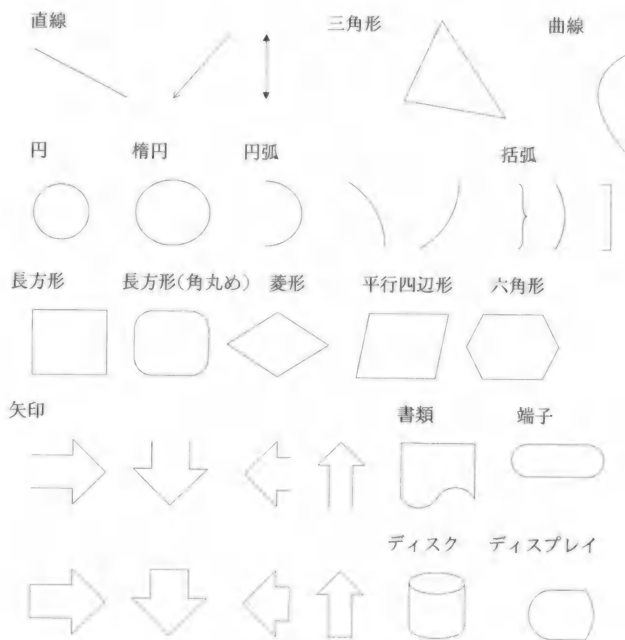 直線
三角形
曲線
円
楕円
円弧
括弧
長方形
長方形(角丸め)
菱形
平行四辺形
六角形
矢印
書類
端子
ディスク
ディスプレイ